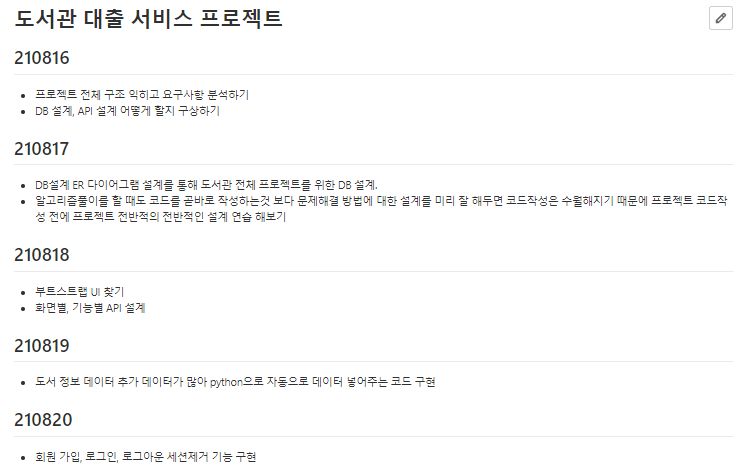 도서관 대출 서비스 프로젝트
210816
프로젝트 전체 구조 익히고 요구사항 분석하기
DB 설계, API 설계 어떻게 할지 구상하기
210817
DB설계 ER 다이어그램 설계를 통해 도서관 전체 프로젝트를 위한 DB 설계.
알고리즘풀이를 할 때도 코드를 곧바로 작성하는것 보다 문제해결 방법에 대한 설계를 미리 잘 해두면 코드작성은 수월해지기 때문에 프로젝트 코드작
성 전에 프로젝트 전반적의 전반적인 설계 연습 해보기
210818
부트스트랩 UI 찾기
화면별, 기능별 API 설계
210819
도서 정보 데이터 추가 데이터가 많아 python으로 자동으로 데이터 넣어주는 코드 구현
210820
회원 가입, 로그인, 로그아운 세션제거 기능 구현